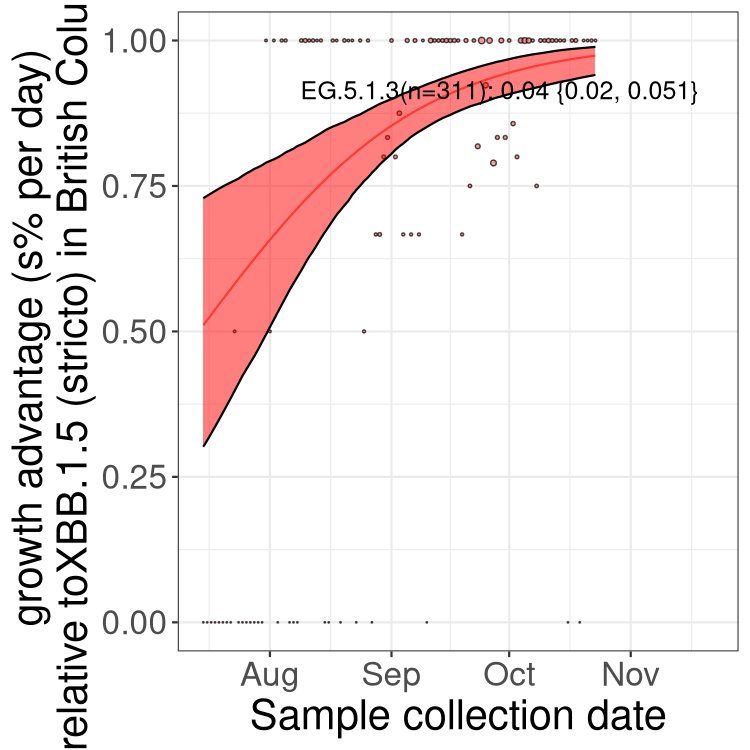 growth advantage (s% per day)
relative toXBB.1.5 (stricto) in British Colu
1.00
0.75
0.50
0.25
0.00
EG.5.1.3(n=311): 0.04 {0.02, 0.051}
Aug Sep Oct Nov
Sample collection date